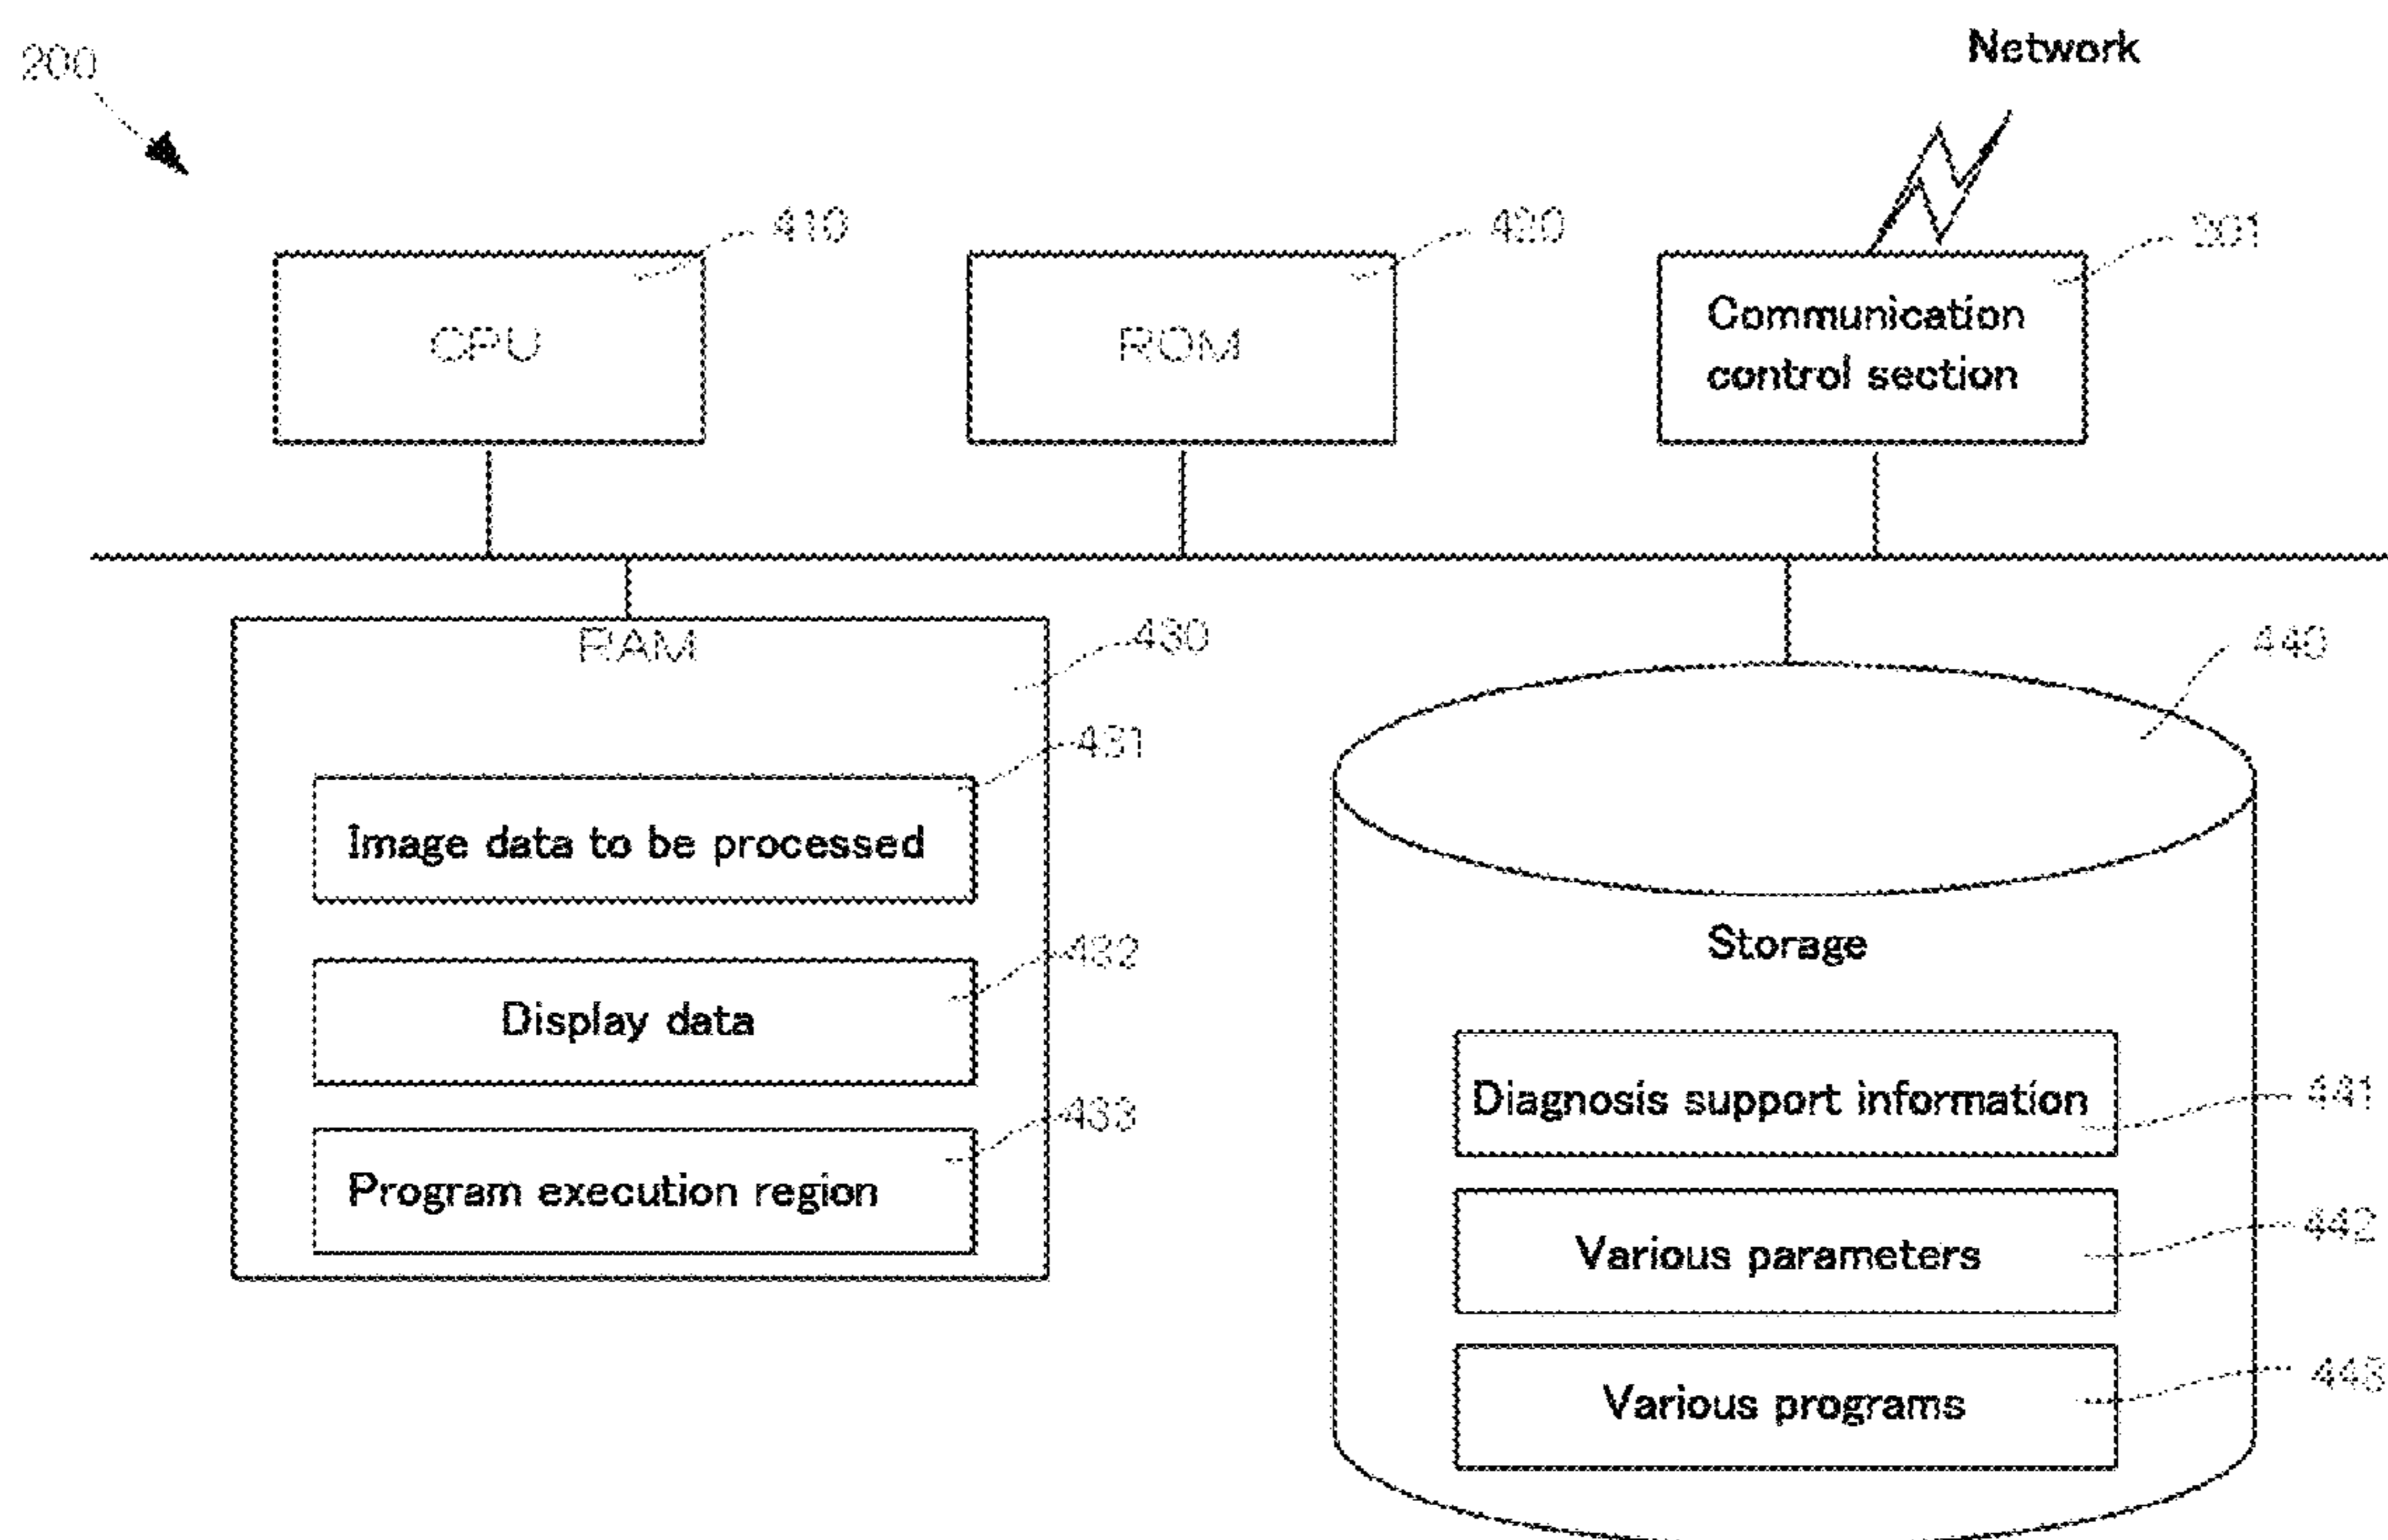 200
Network
410
420
201
CPU
ROM
Communication
control section
RAM
430
440
431
Image data to be processed
432
Storage
Display data
Diagnosis support information
441
433
Program execution region
442
Various parameters
443
Various programs